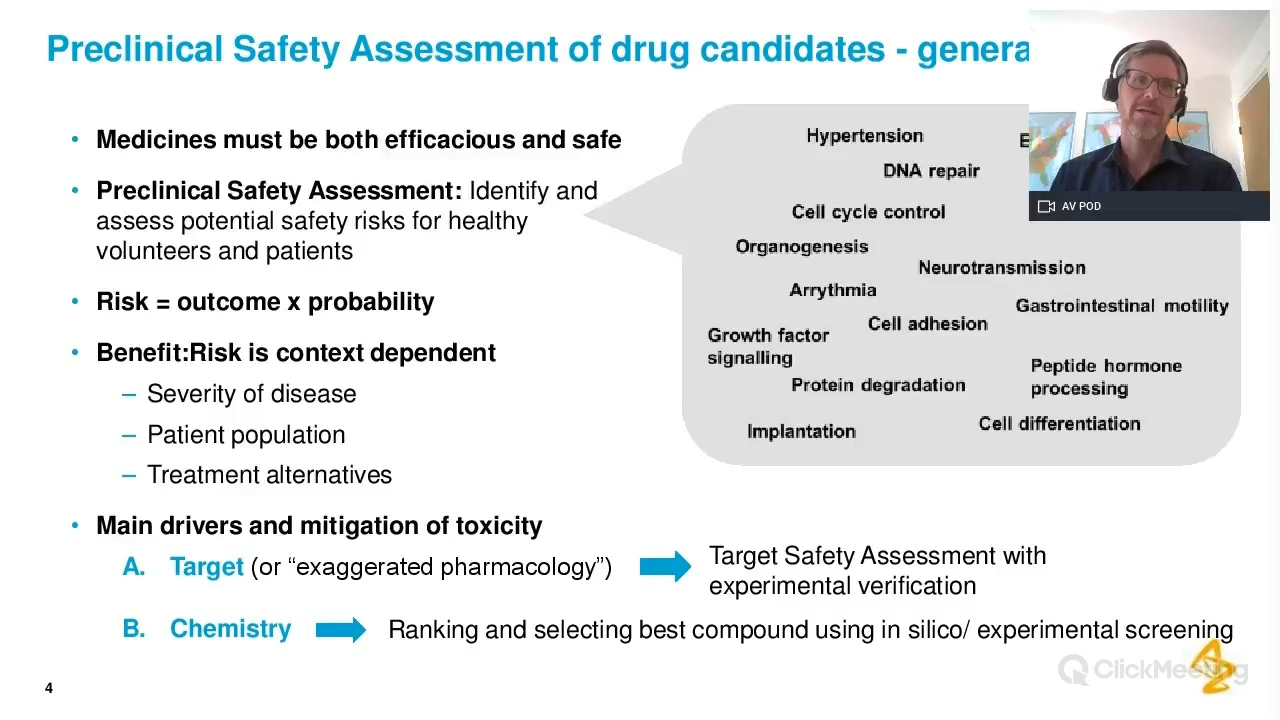 Preclinical Safety Assessment of drug candidates - genera
• Medicines must be both efficacious and safe
• Preclinical Safety Assessment: Identify and
assess potential safety risks for healthy
volunteers and patients
• Risk = outcome x probability
• Benefit:Risk is context dependent
– Severity of disease
– Patient population
– Treatment alternatives
• Main drivers and mitigation of toxicity
A. Target (or “exaggerated pharmacology”)
Target Safety Assessment with
experimental verification
B. Chemistry
Ranking and selecting best compound using in silico/ experimental screening
Hypertension
DNA repair
Cell cycle control
Organogenesis
Neurotransmission
Arrythmia
Gastrointestinal motility
Cell adhesion
Growth factor
signalling
Peptide hormone
processing
Protein degradation
Cell differentiation
Implantation
AV POD
ClickMeeting
4